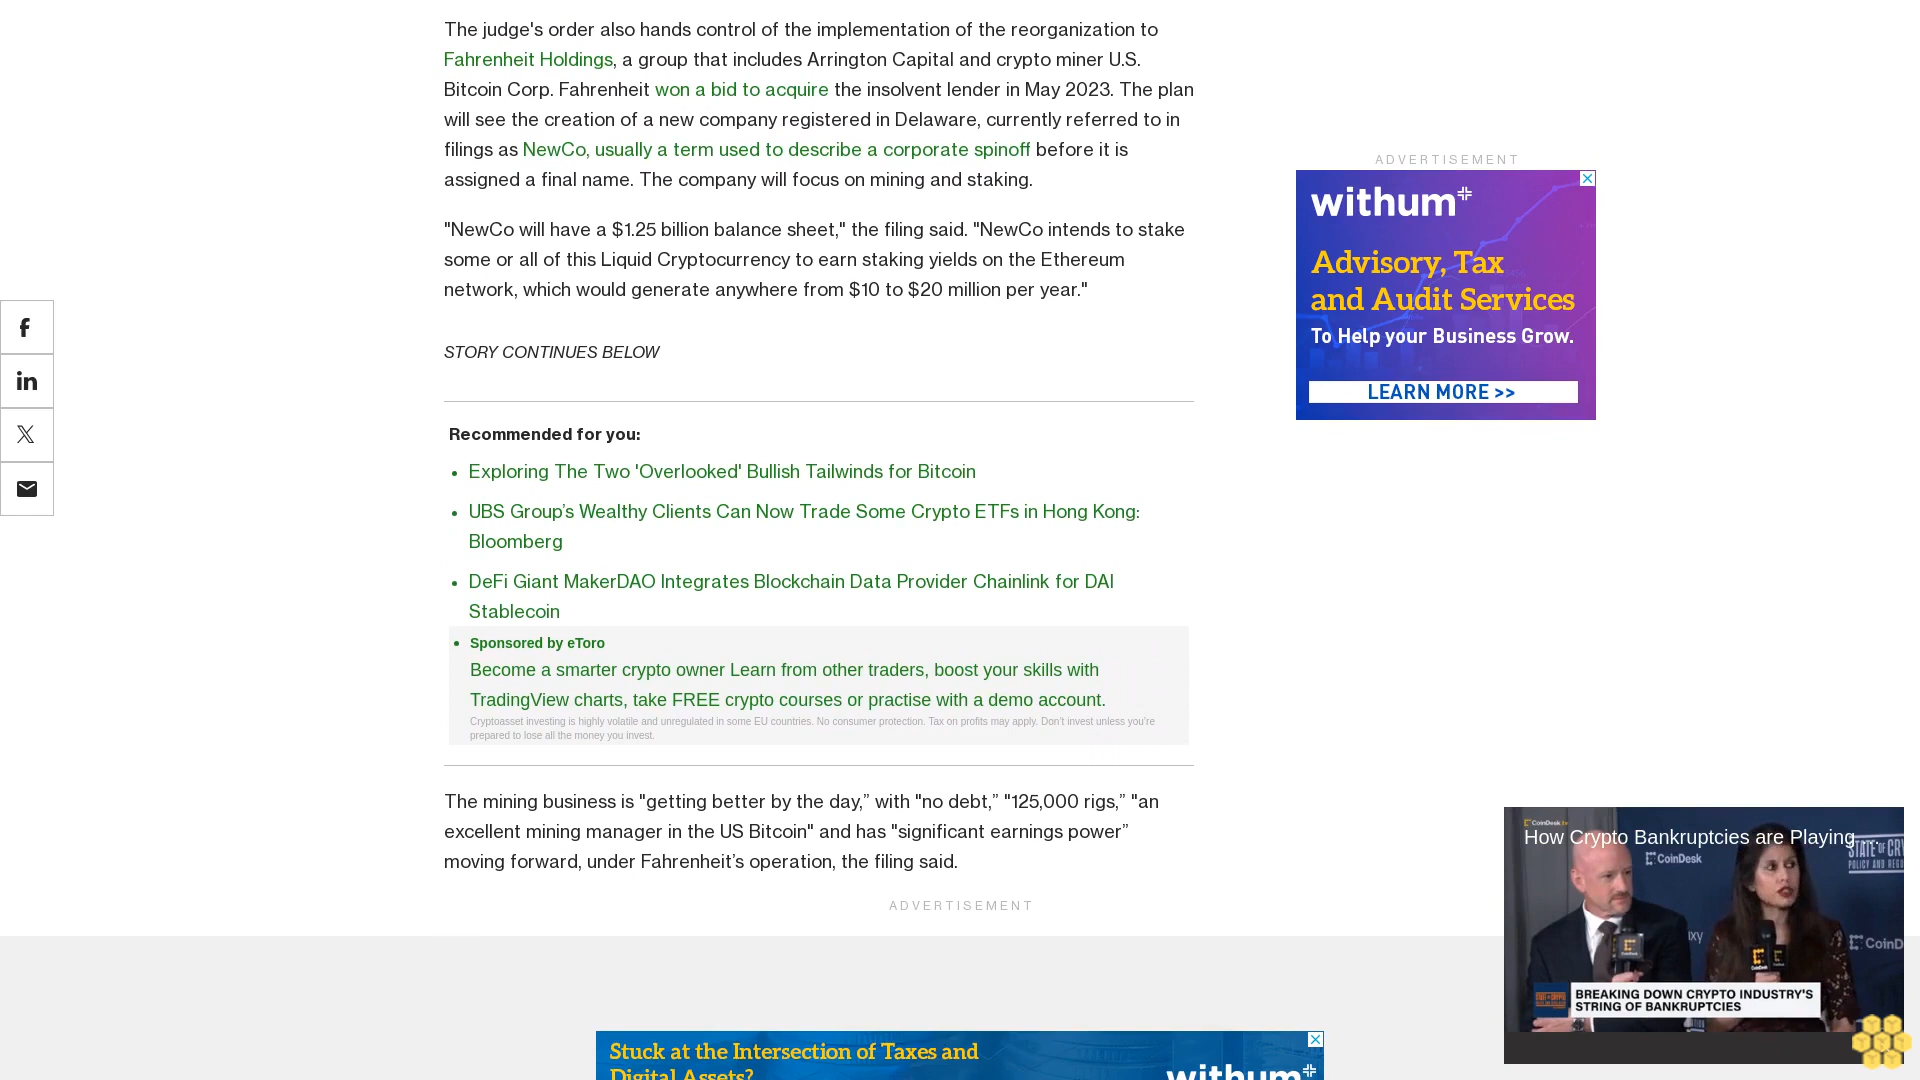 The judge's order also hands control of the implementation of the reorganization to
Fahrenheit Holdings, a group that includes Arrington Capital and crypto miner U.S.
Bitcoin Corp. Fahrenheit won a bid to acquire the insolvent lender in May 2023. The plan
will see the creation of a new company registered in Delaware, currently referred to in
filings as NewCo, usually a term used to describe a corporate spinoff before it is
assigned a final name. The company will focus on mining and staking.
"NewCo will have a $1.25 billion balance sheet," the filing said. "NewCo intends to stake
some or all of this Liquid Cryptocurrency to earn staking yields on the Ethereum
network, which would generate anywhere from $10 to $20 million per year."
STORY CONTINUES BELOW
Recommended for you:
• Exploring The Two 'Overlooked' Bullish Tailwinds for Bitcoin
• UBS Group’s Wealthy Clients Can Now Trade Some Crypto ETFs in Hong Kong:
Bloomberg
• DeFi Giant MakerDAO Integrates Blockchain Data Provider Chainlink for DAI
Stablecoin
• Sponsored by eToro
Become a smarter crypto owner Learn from other traders, boost your skills with
TradingView charts, take FREE crypto courses or practise with a demo account.
Cryptoasset investing is highly volatile and unregulated in some EU countries. No consumer protection. Tax on profits may apply. Don’t invest unless you’re
prepared to lose all the money you invest.
The mining business is "getting better by the day,” with "no debt,” "125,000 rigs,” "an
excellent mining manager in the US Bitcoin" and has "significant earnings power”
moving forward, under Fahrenheit’s operation, the filing said.
ADVERTISEMENT
Stuck at the Intersection of Taxes and
Digital Assets?
withum
ADVERTISEMENT
withum
Advisory, Tax
and Audit Services
To Help your Business Grow.
LEARN MORE >>
CoinDesk tv
How Crypto Bankruptcies are Playing ...
CoinDesk
STATE OF CRY
POLICY AND REGU
CoinD
BREAKING DOWN CRYPTO INDUSTRY'S
STRING OF BANKRUPTCIES